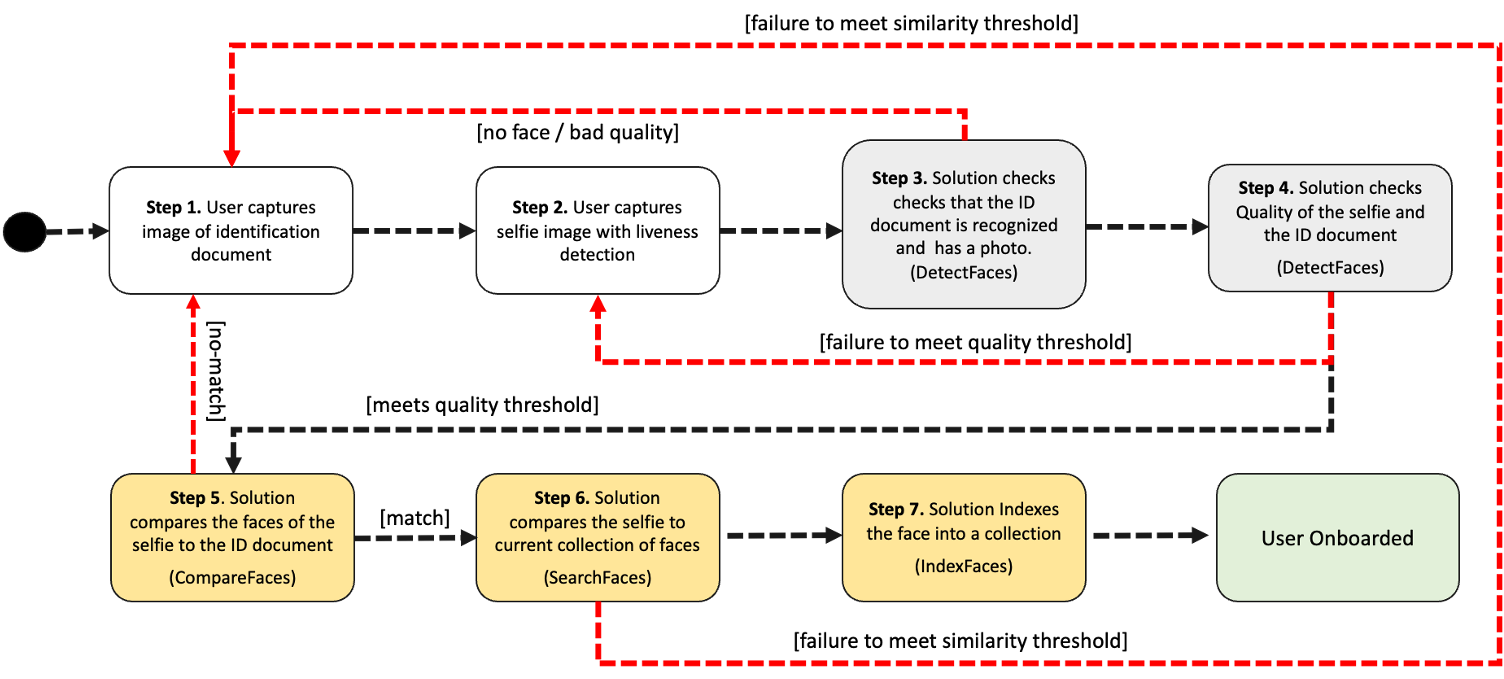 [failure to meet similarity threshold]
[no face / bad quality]
Step 1. User captures
image of identification
document
Step 2. User captures
selfie image with liveness
detection
Step 3. Solution checks
checks that the ID
document is recognized
and has a photo.
(DetectFaces)
Step 4. Solution checks
Quality of the selfie and
the ID document
(DetectFaces)
[no-match]
[failure to meet quality threshold]
[meets quality threshold]
Step 5. Solution
compares the faces of the
selfie to the ID document
(CompareFaces)
[match]
Step 6. Solution
compares the selfie to
current collection of faces
(SearchFaces)
Step 7. Solution Indexes
the face into a collection
(IndexFaces)
User Onboarded
[failure to meet similarity threshold]